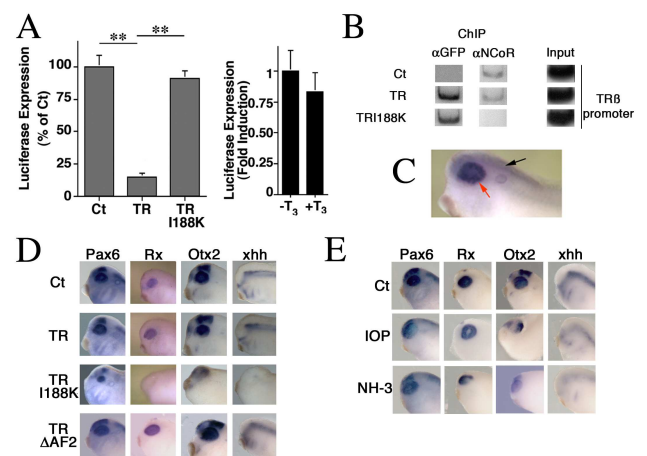 A
Luciferase Expression
(% of Ct)
100
75
50
25
0
**
**
Ct
TR
TR
I188K
Luciferase Expression
(Fold Induction)
1
0.75
0.5
0.25
0
-T3
+T3
B
ChIP
αGFP
αNCoR
Input
Ct
TR
TRI188K
TRß
promoter
C
D
Pax6
Rx
Otx2
xhh
Ct
TR
TR
I188K
TR
ΔAF2
E
Pax6
Rx
Otx2
xhh
Ct
IOP
NH-3